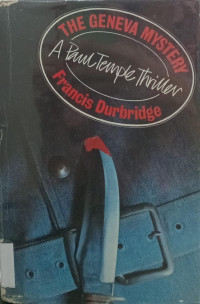 THE GENEVA MYSTERY
A Paul Temple Thriller
Francis Durbridge